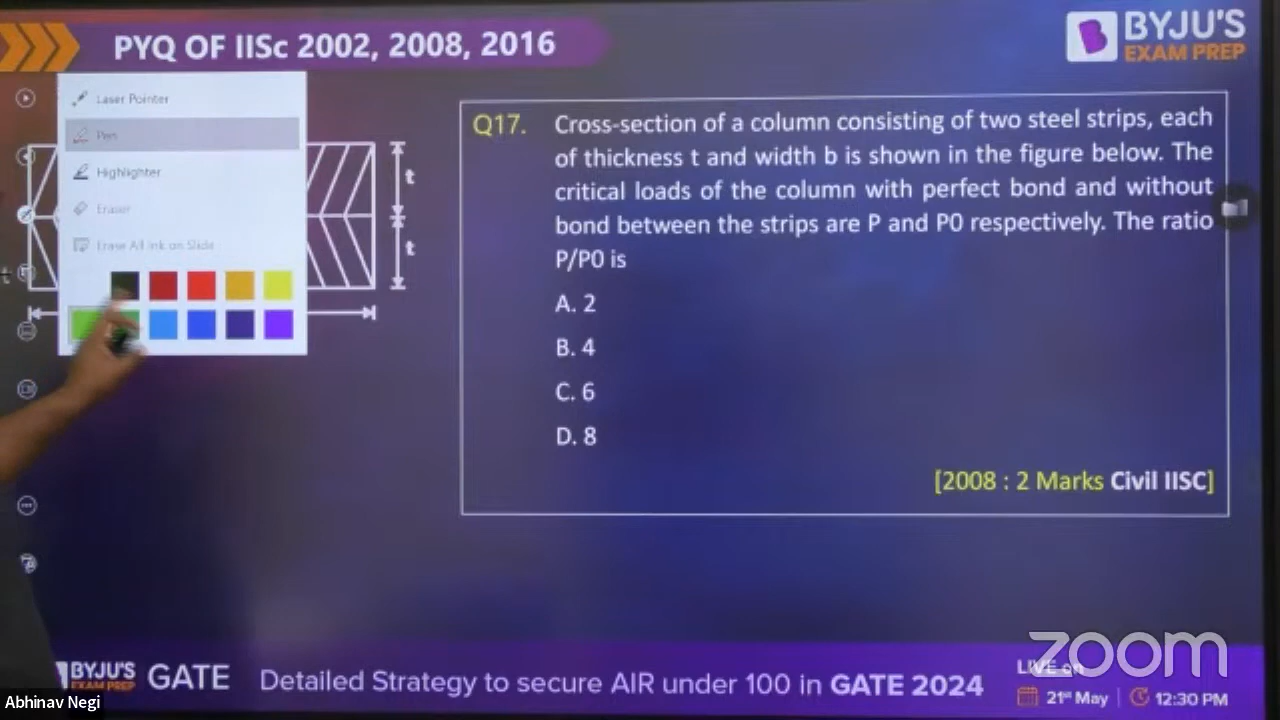 PYQ OF IISc 2002, 2008, 2016
BYJU'S
EXAM PREP
Laser Pointer
Pen
Highlighter
Eraser
Erase All Ink on Slide
t
t
Q17. Cross-section of a column consisting of two steel strips, each
of thickness t and width b is shown in the figure below. The
critical loads of the column with perfect bond and without
bond between the strips are P and P0 respectively. The ratio
P/P0 is
A. 2
B. 4
C. 6
D. 8
[2008 : 2 Marks Civil IISC]
zoom
BYJU'S
EXAM PREP
GATE
Detailed Strategy to secure AIR under 100 in GATE 2024
LIVE on
21st May | 12:30 PM
Abhinav Negi